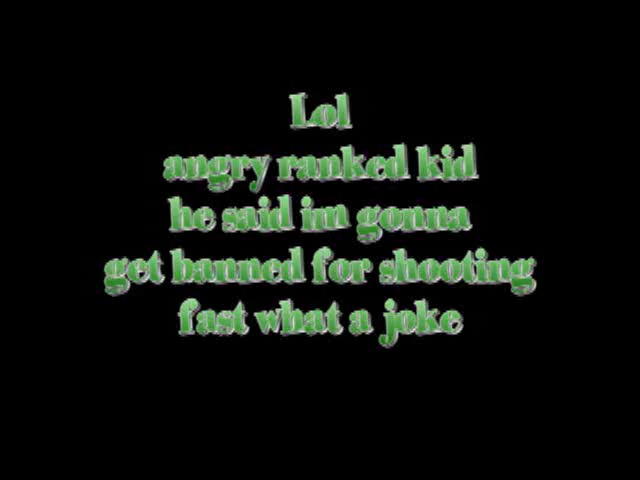 Lol
angry ranked kid
he said im gonna
get banned for shooting
fast what a joke